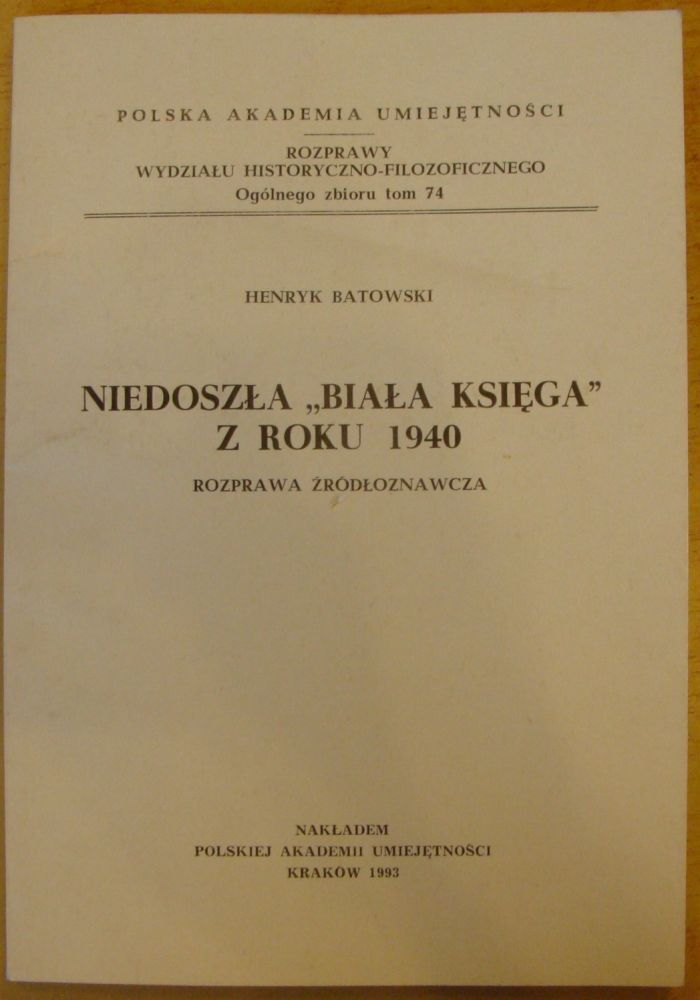 POLSKA AKADEMIA UMIEJĘTNOŚCI
ROZPRAWY
WYDZIAŁU HISTORYCZNO-FILOZOFICZNEGO
Ogólnego zbioru tom 74
HENRYK BATOWSKI
NIEDOSZŁA „BIAŁA KSIĘGA”
Z ROKU 1940
ROZPRAWA ŹRÓDŁOZNAWCZA
NAKŁADEM
POLSKIEJ AKADEMII UMIEJĘTNOŚCI
KRAKÓW 1993